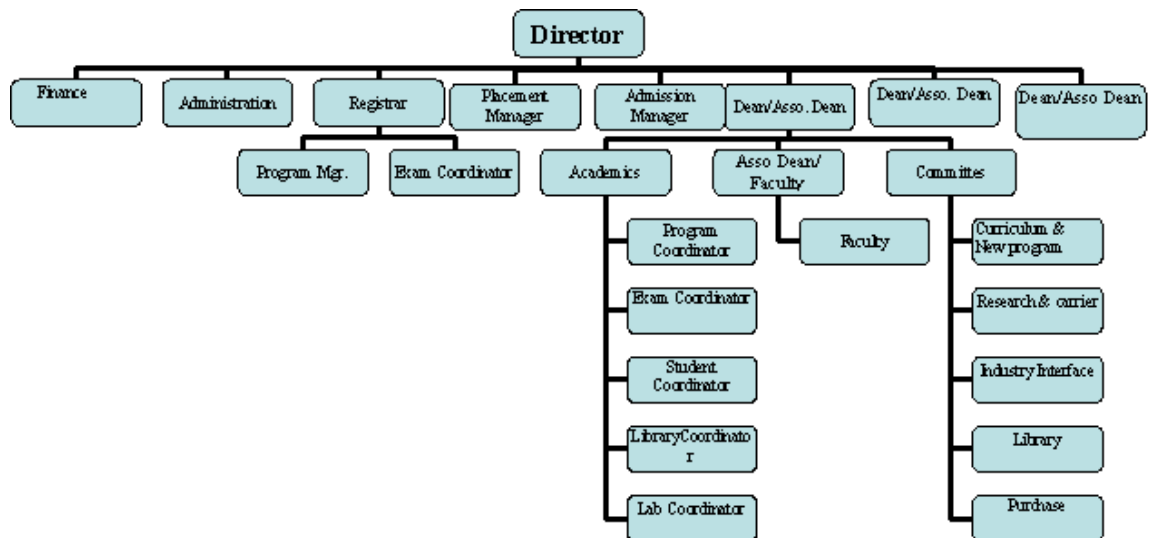 Director
Finance
Administration
Registrar
Placement
Manager
Admission
Manager
Dean/Asso. Dean
Dean/Asso. Dean
Dean/Asso Dean
Program Mgr.
Exam Coordinator
Academics
Asso Dean/
Faculty
Committes
Program
Coordinator
Exam Coordinator
Student
Coordinator
LibraryCoordinato
r
Lab Coordinator
Faculty
Curriculum &
New program
Research & carrier
Industry Interface
Library
Purchase